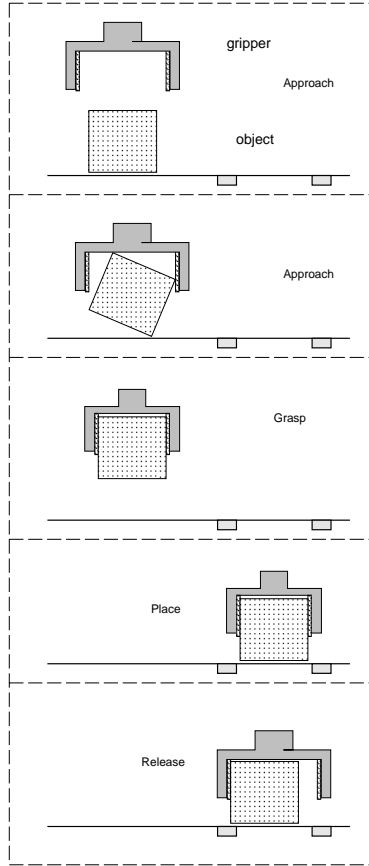 gripper
Approach
object
Approach
Grasp
Place
Release